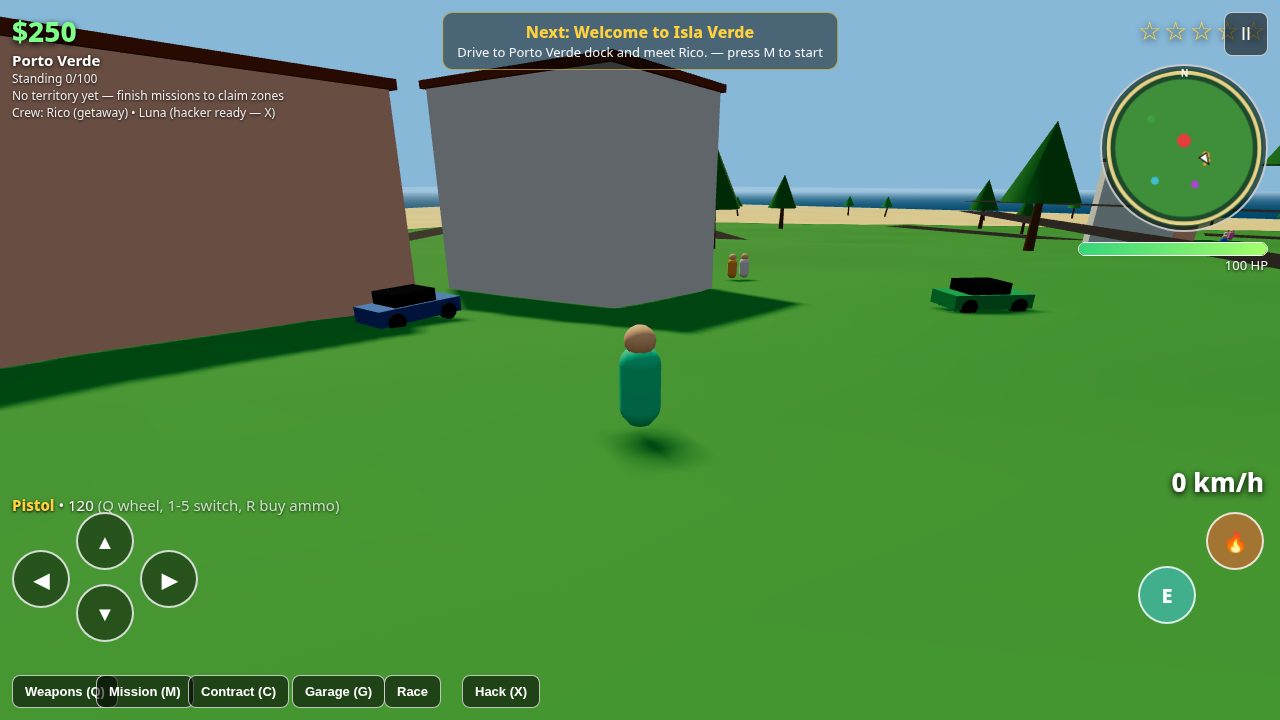 $250
Porto Verde
Standing 0/100
No territory yet — finish missions to claim zones
Crew: Rico (getaway) • Luna (hacker ready — X)
Next: Welcome to Isla Verde
Drive to Porto Verde dock and meet Rico. — press M to start
N
100 HP
0 km/h
Pistol • 120 (Q wheel, 1-5 switch, R buy ammo)
E
Weapons (Q)
Mission (M)
Contract (C)
Garage (G)
Race
Hack (X)